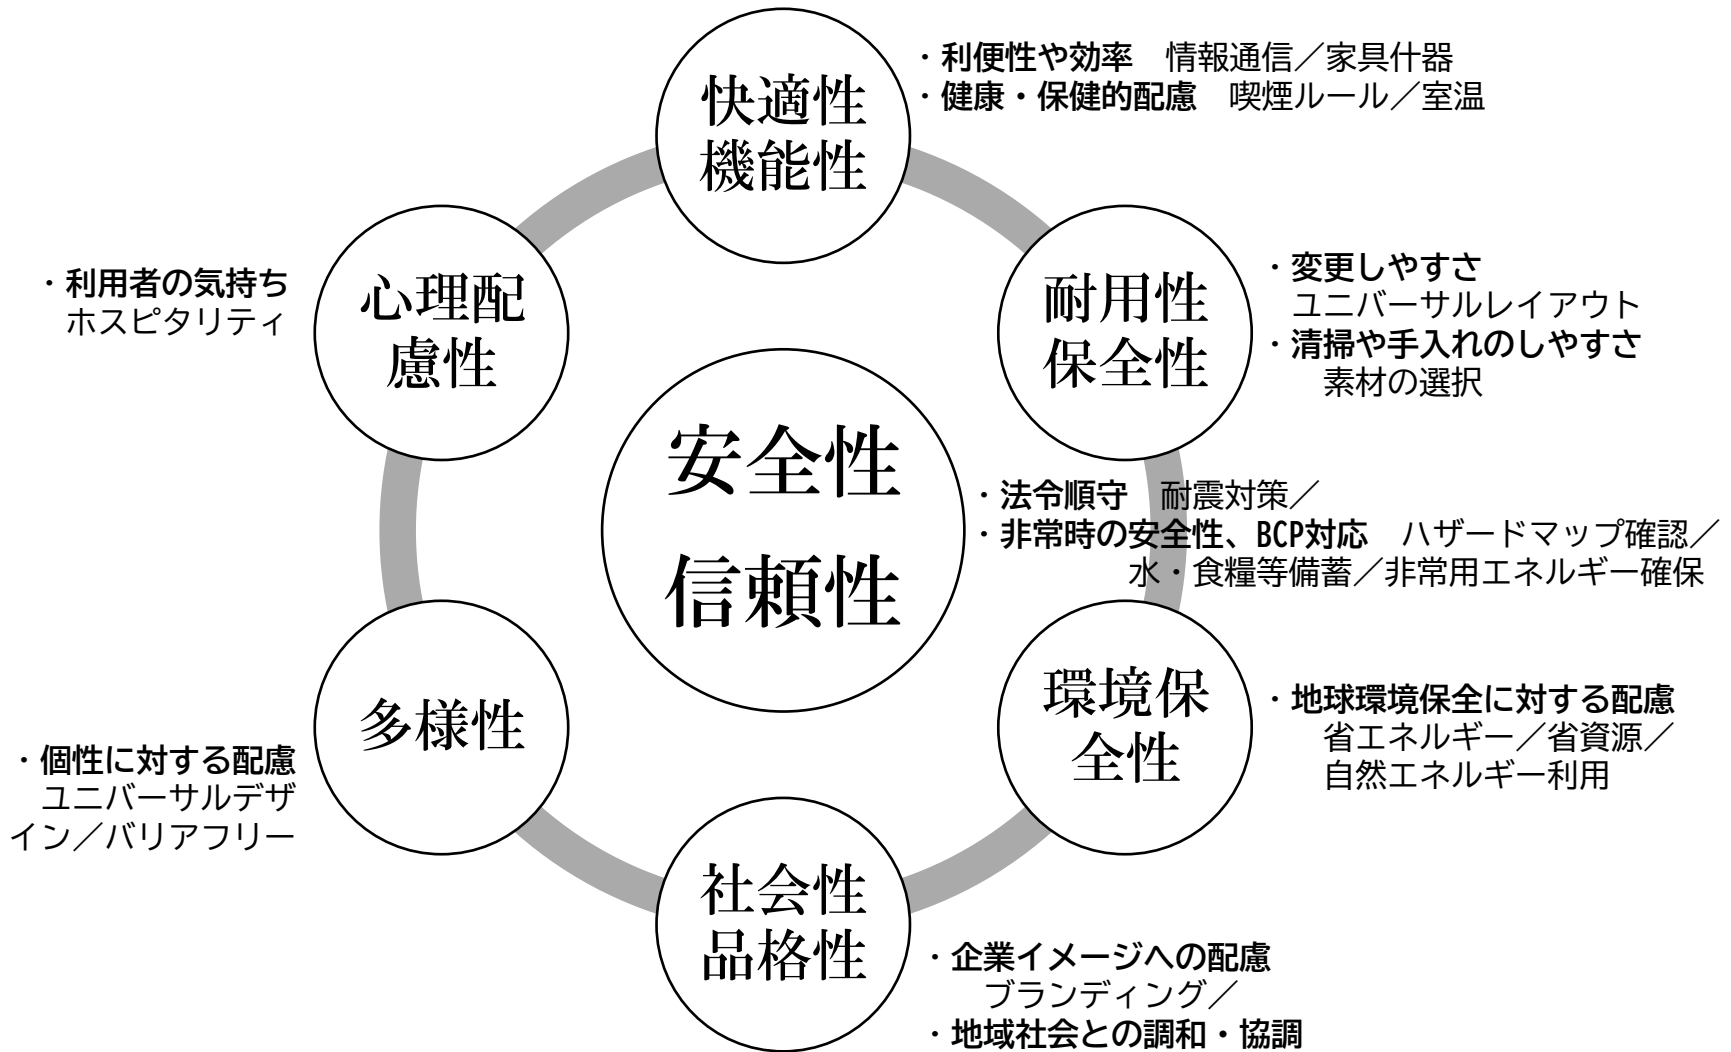 快適性
機能性
・利便性や効率　情報通信／家具什器
・健康・保健的配慮　喫煙ルール／室温
心理配
慮性
・利用者の気持ち
ホスピタリティ
耐用性
保全性
・変更しやすさ
ユニバーサルレイアウト
・清掃や手入れのしやすさ
素材の選択
安全性
信頼性
・法令順守　耐震対策／
・非常時の安全性、BCP対応　ハザードマップ確認／
水・食糧等備蓄／非常用エネルギー確保
多様性
・個性に対する配慮
ユニバーサルデザ
イン／バリアフリー
環境保
全性
・地球環境保全に対する配慮
省エネルギー／省資源／
自然エネルギー利用
社会性
品格性
・企業イメージへの配慮
ブランディング／
・地域社会との調和・協調